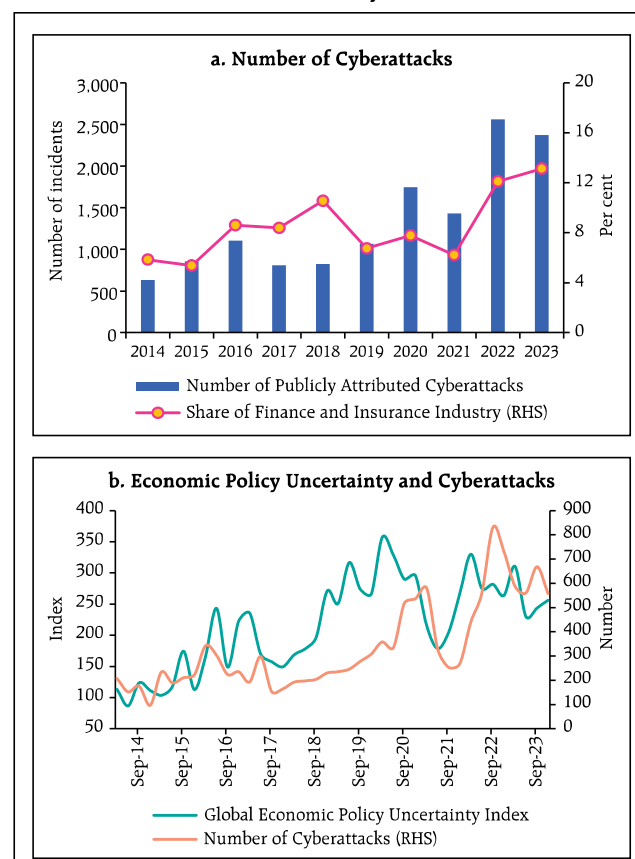 a. Number of Cyberattacks
3,000
2,500
2,000
1,500
1,000
500
0
Number of incidents
20
16
12
8
4
0
Per cent
2014 2015 2016 2017 2018 2019 2020 2021 2022 2023
Number of Publicly Attributed Cyberattacks
Share of Finance and Insurance Industry (RHS)
b. Economic Policy Uncertainty and Cyberattacks
400
350
300
250
200
150
100
50
Index
900
800
700
600
500
400
300
200
100
0
Number
Sep-14 Sep-15 Sep-16 Sep-17 Sep-18 Sep-19 Sep-20 Sep-21 Sep-22 Sep-23
Global Economic Policy Uncertainty Index
Number of Cyberattacks (RHS)